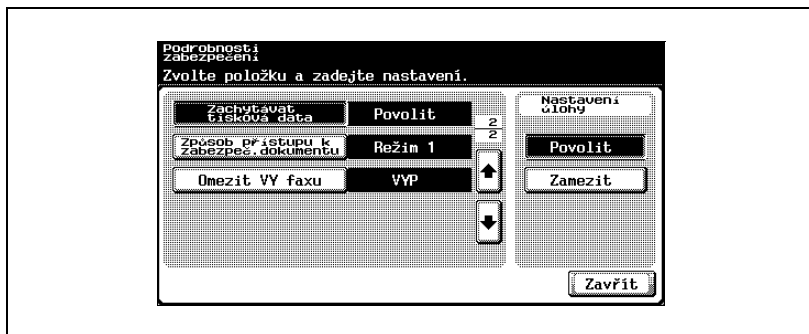 Podrobnosti
zabezpečení
Zvolte položku a zadejte nastavení.
Zachytávat
tisková data
Povolit
2
2
Způsob přístupu k
zabezpeč.dokumentu
Režim 1
Omezit VY faxu
VYP
Nastavení
úlohy
Povolit
Zamezit
Zavřít